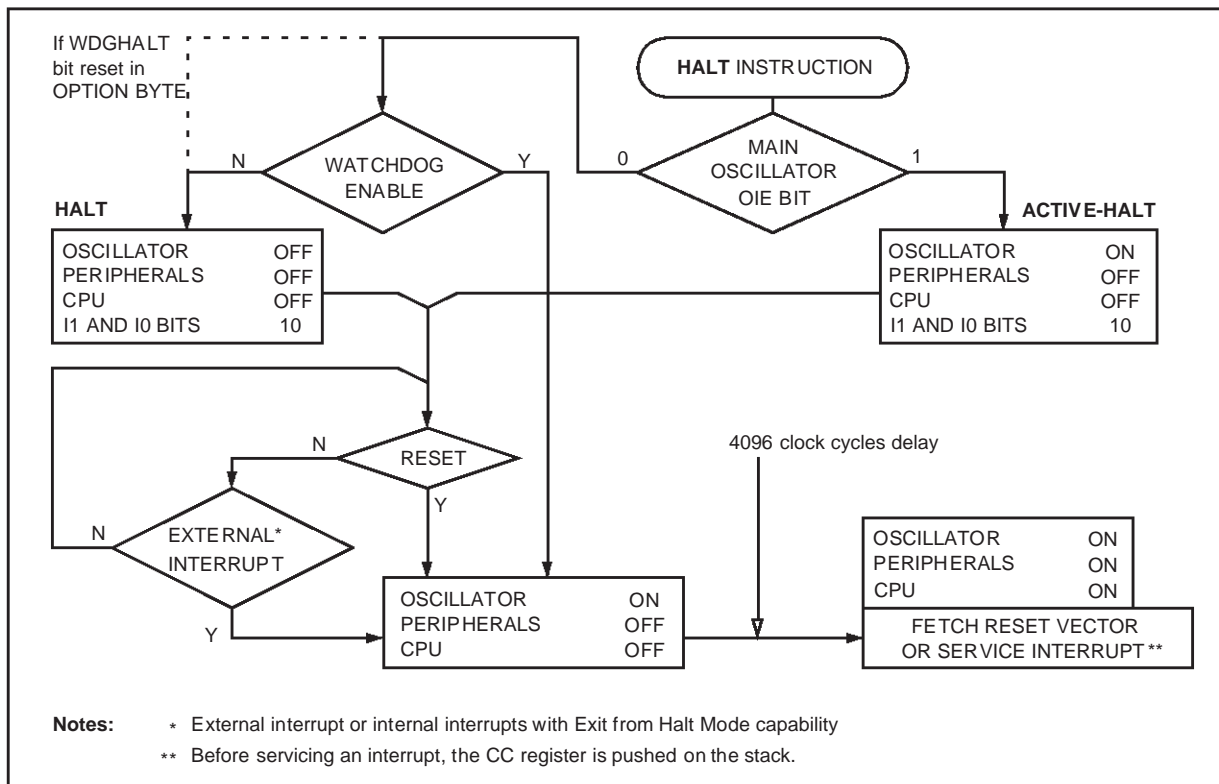 If WDGHALT
bit reset in
OPTION BYTE
HALT INSTRUCTION
MAIN
OSCILLATOR
OIE BIT
0
1
WATCHDOG
ENABLE
N
Y
HALT
OSCILLATOR OFF
PERIPHERALS OFF
CPU OFF
I1 AND I0 BITS 10
ACTIVE-HALT
OSCILLATOR ON
PERIPHERALS OFF
CPU OFF
I1 AND I0 BITS 10
N
RESET
Y
4096 clock cycles delay
N
EXTERNAL*
INTERRUPT
Y
OSCILLATOR ON
PERIPHERALS OFF
CPU OFF
OSCILLATOR ON
PERIPHERALS ON
CPU ON
FETCH RESET VECTOR
OR SERVICE INTERRUPT**
Notes: * External interrupt or internal interrupts with Exit from Halt Mode capability
** Before servicing an interrupt, the CC register is pushed on the stack.